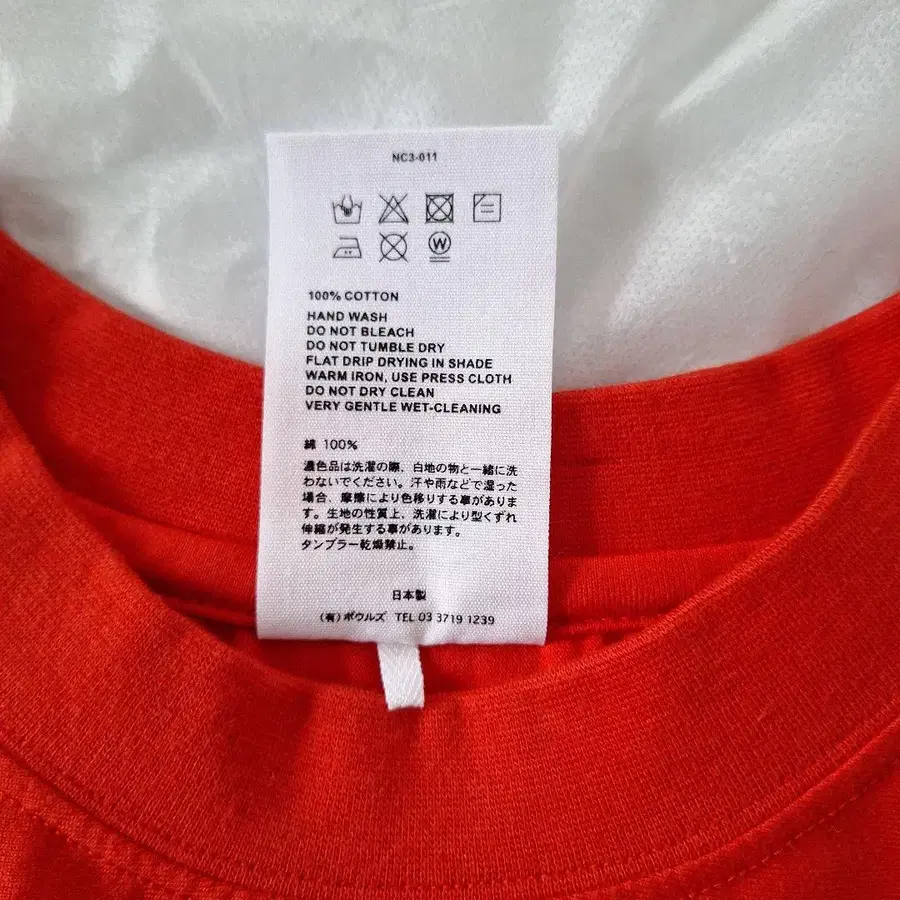 NC3-011
W
100% COTTON
HAND WASH
DO NOT BLEACH
DO NOT TUMBLE DRY
FLAT DRIP DRYING IN SHADE
WARM IRON, USE PRESS CLOTH
DO NOT DRY CLEAN
VERY GENTLE WET-CLEANING
綿 100%
濃色品は洗濯の際、白地の物と一緒に洗
わないでください。汗や雨などで湿った
場合、摩擦により色移りする事がありま
す。生地の性質上、洗濯により型くずれ
伸縮が発生する事があります。
タンブラー乾燥禁止。
日本製
(有)ボウルズ TEL 03 3719 1239